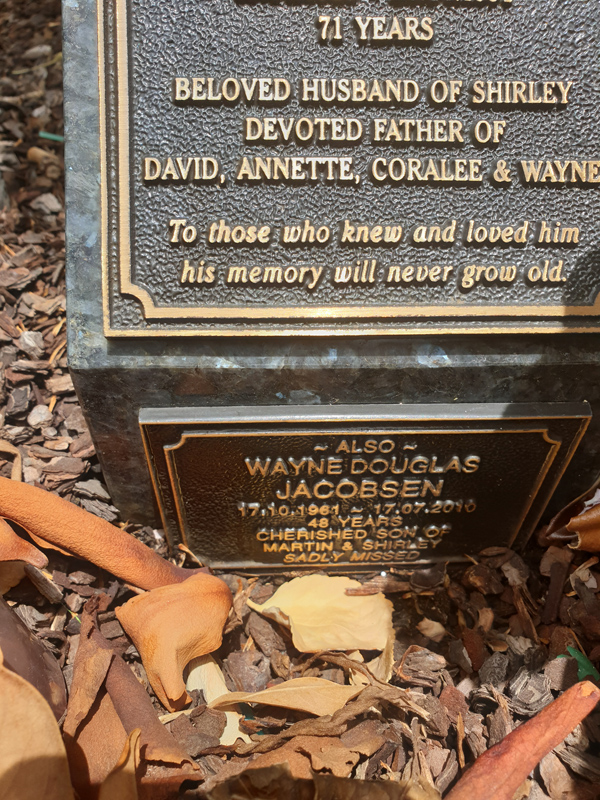 71 YEARS
BELOVED HUSBAND OF SHIRLEY
DEVOTED FATHER OF
DAVID, ANNETTE, CORALEE & WAYNE
To those who knew and loved him
his memory will never grow old.
~ ALSO ~
WAYNE DOUGLAS
JACOBSEN
17.10.1961 ~ 17.07.2010
48 YEARS
CHERISHED SON OF
MARTIN & SHIRLEY
SADLY MISSED